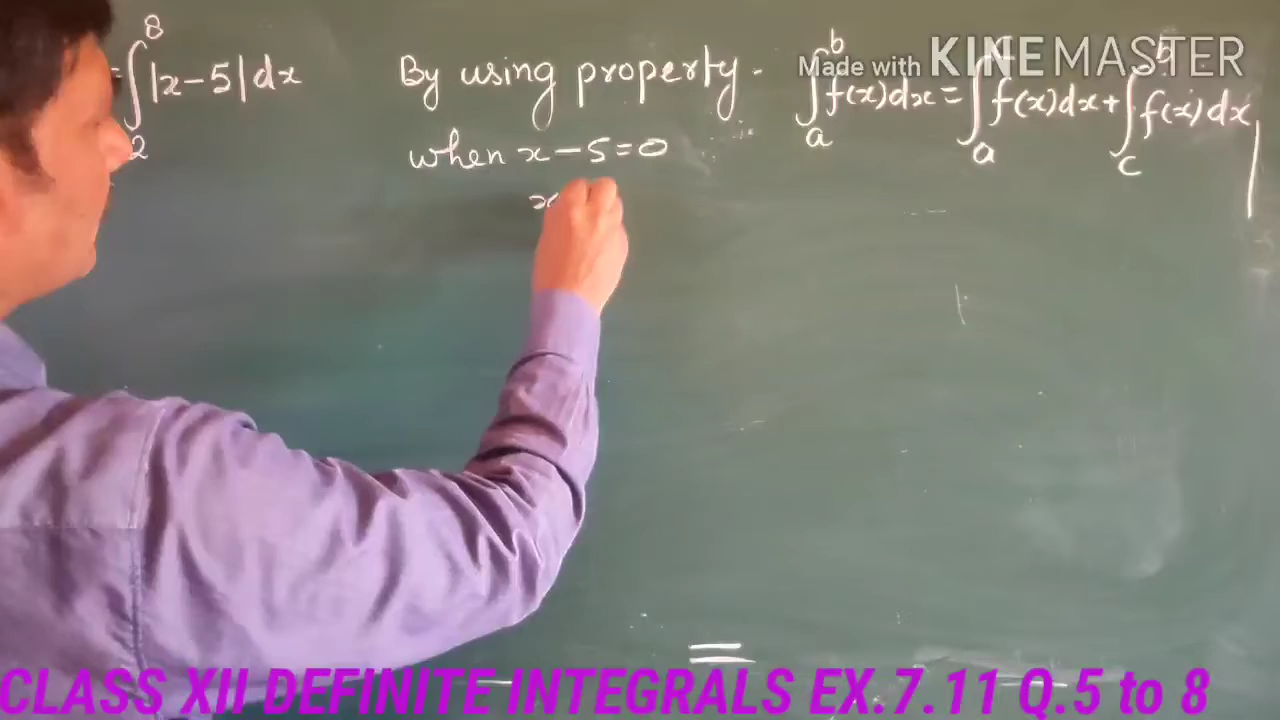 = ∫₂⁸ |x-5| dx
By using property -
∫ₐᵇ f(x)dx = ∫ₐ f(x)dx + ∫_c^b f(x)dx
Made with KINEMASTER
when x-5=0
x
=
CLASS XII DEFINITE INTEGRALS EX.7.11 Q.5 to 8